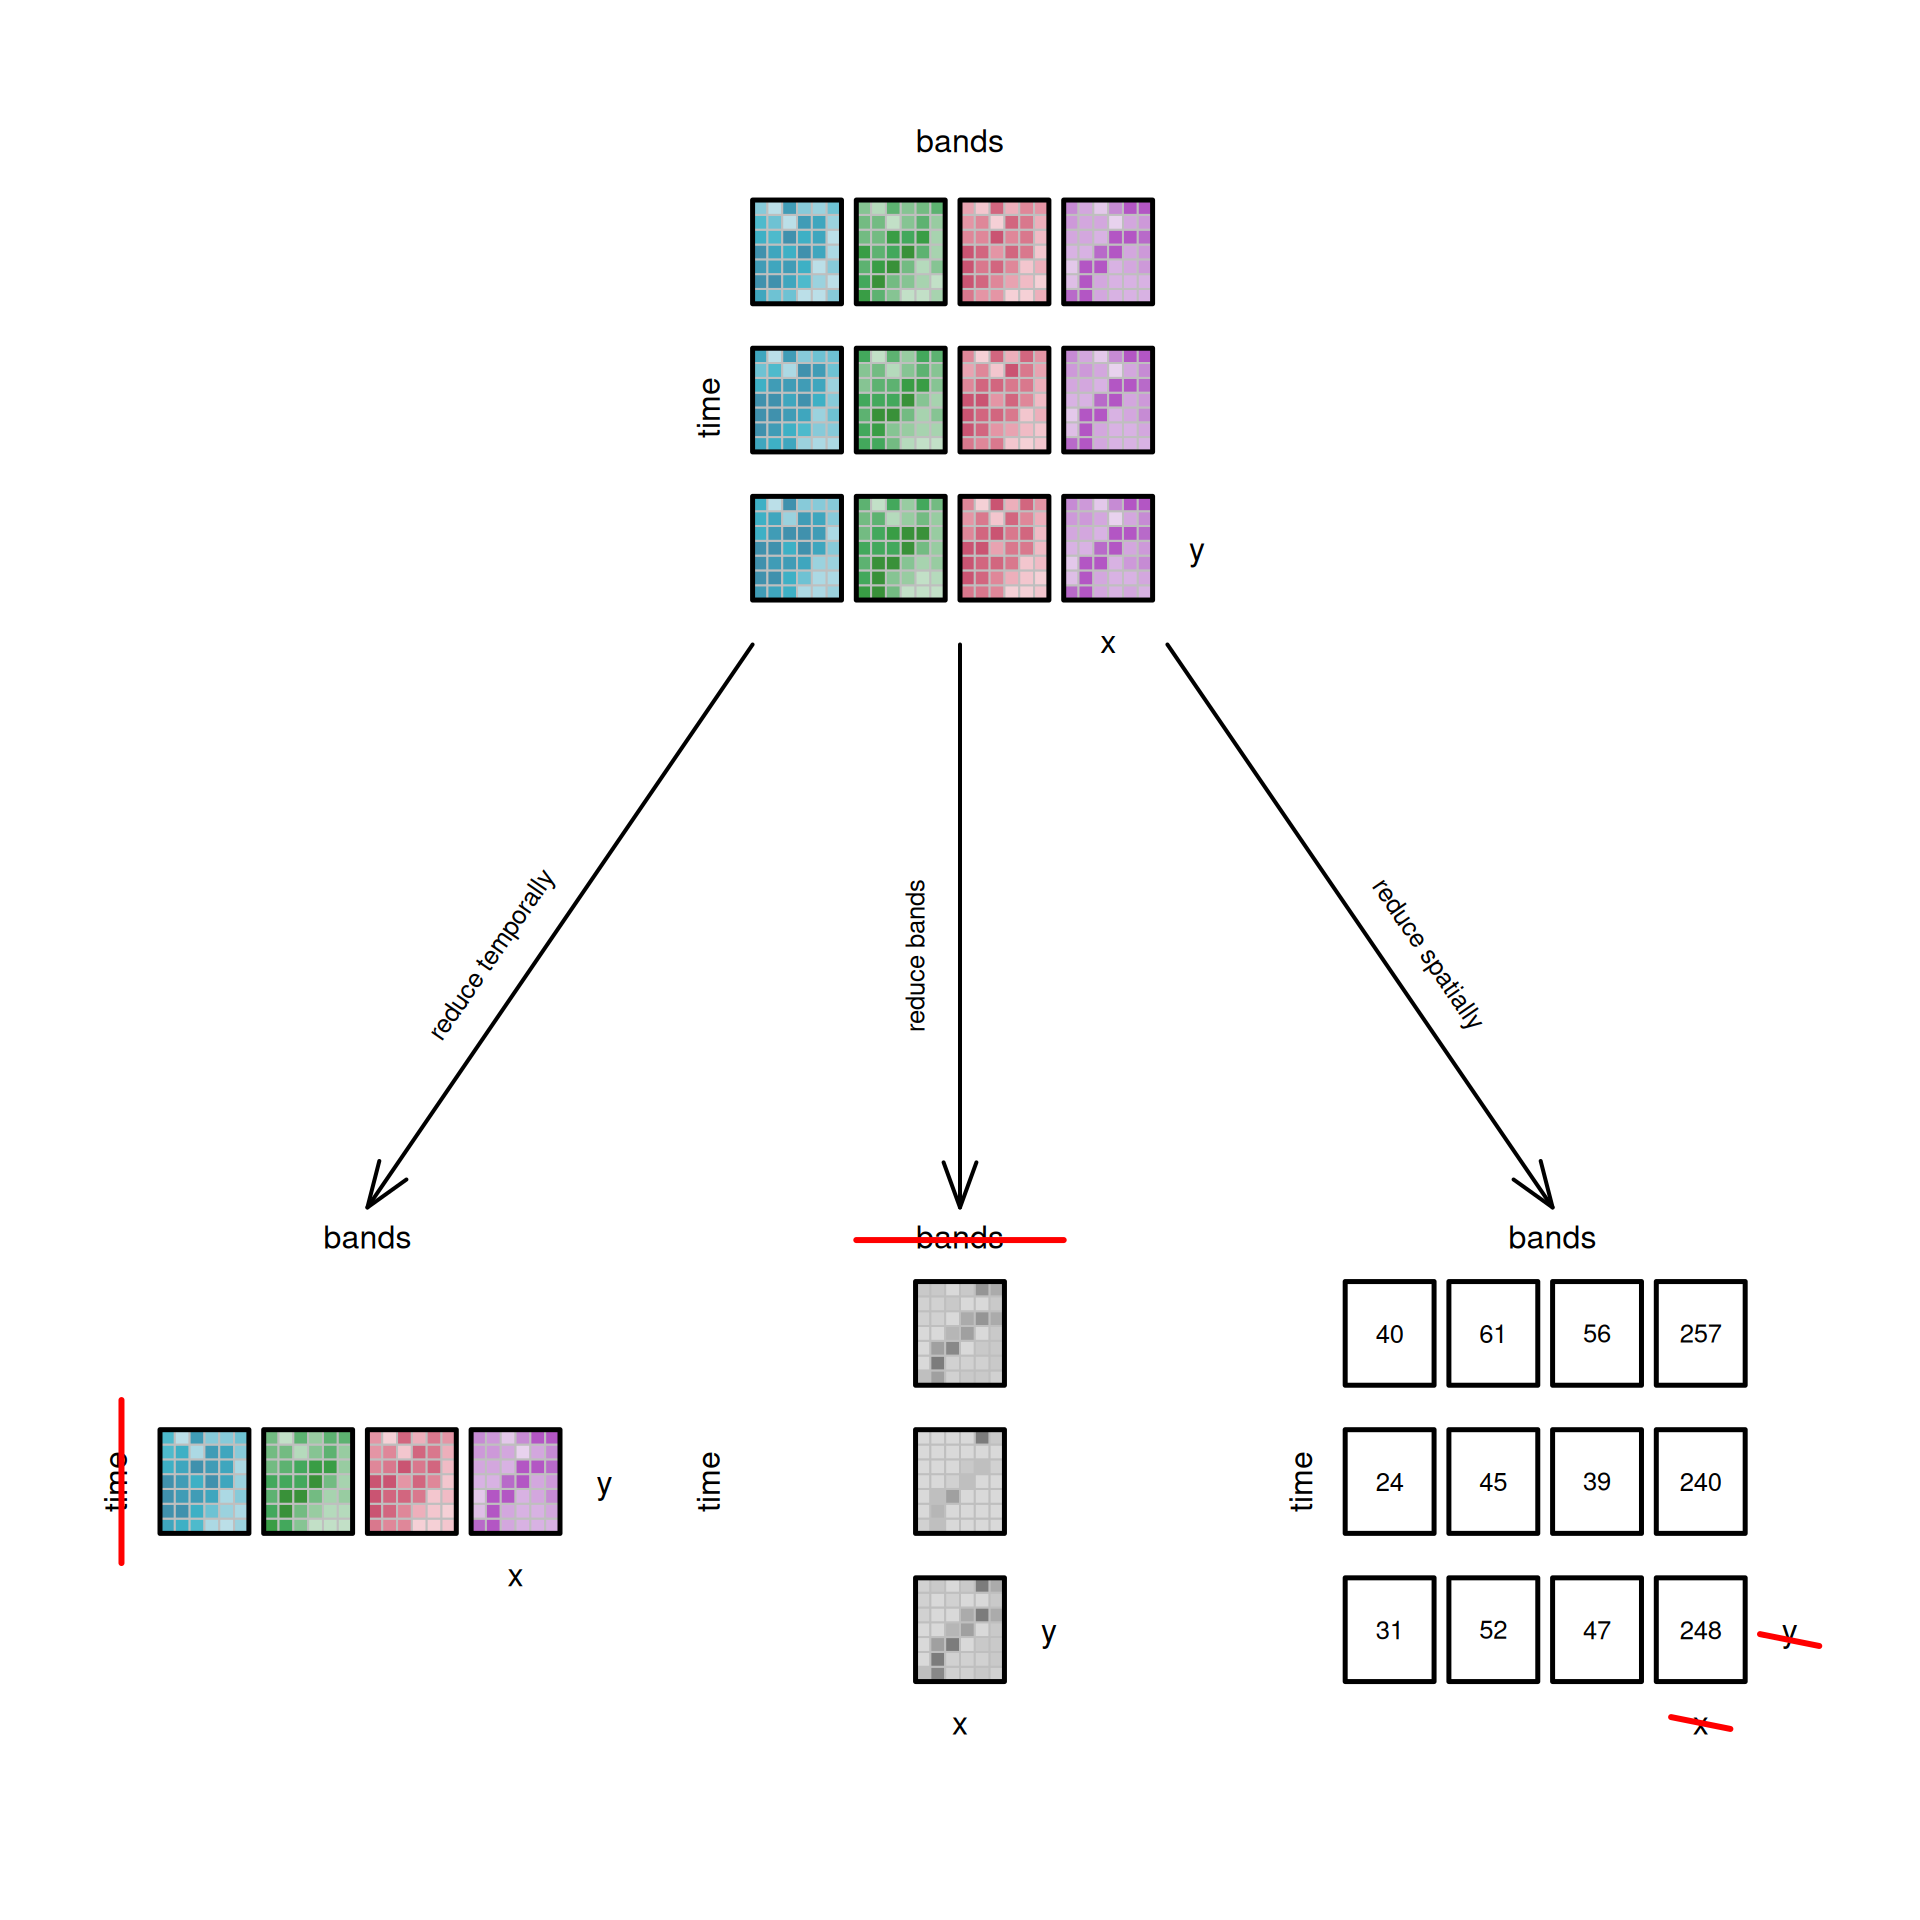 bands
time
y
x
reduce temporally
reduce bands
reduce spatially
bands
time
y
x
bands
time
y
x
bands
time
40 61 56 257
24 45 39 240
31 52 47 248
y
x